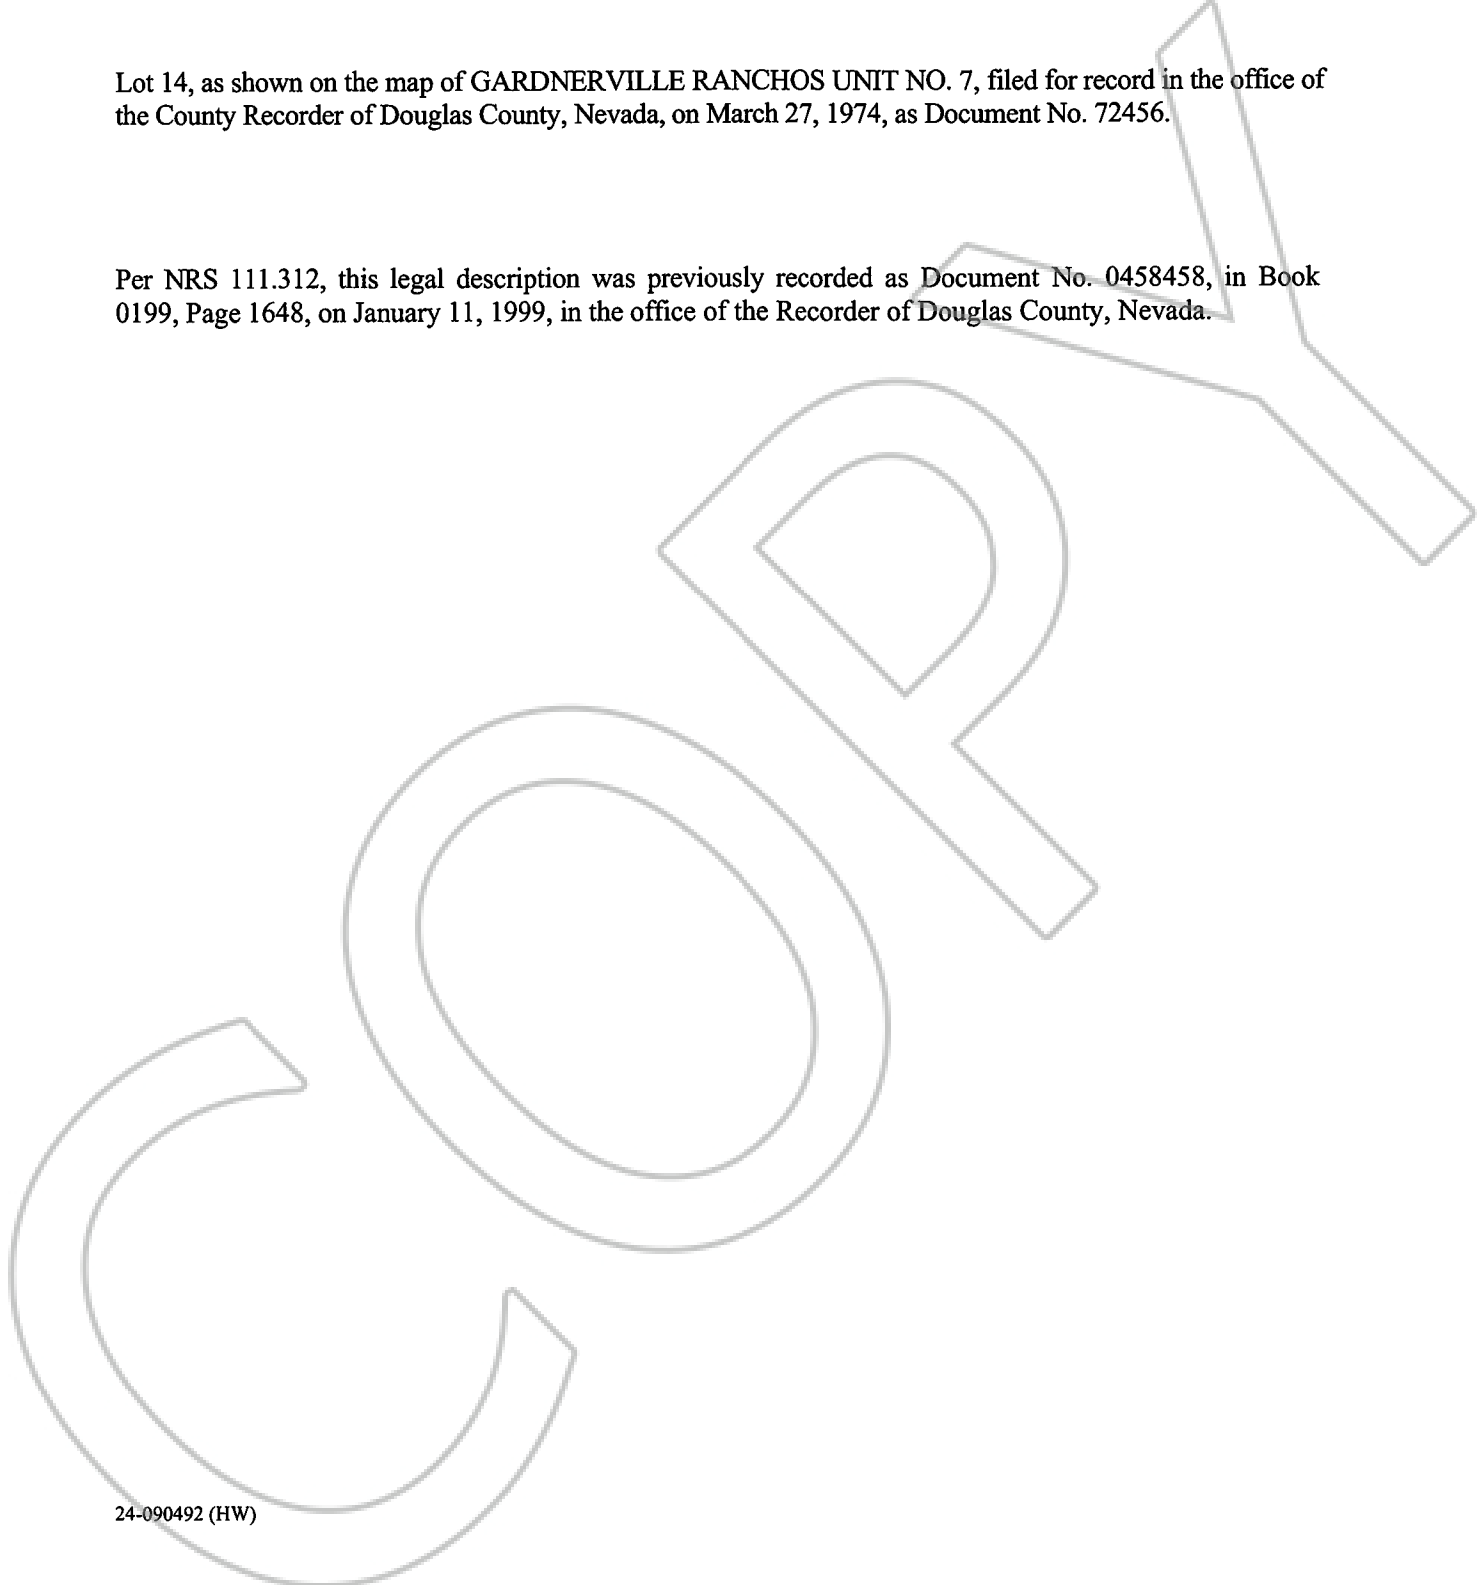 Lot 14, as shown on the map of GARDNERVILLE RANCHOS UNIT NO. 7, filed for record in the office of
the County Recorder of Douglas County, Nevada, on March 27, 1974, as Document No. 72456.
Per NRS 111.312, this legal description was previously recorded as Document No. 0458458, in Book
0199, Page 1648, on January 11, 1999, in the office of the Recorder of Douglas County, Nevada.
COPY
24-090492 (HW)